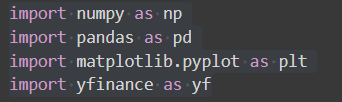 import numpy as np
import pandas as pd
import matplotlib.pyplot as plt
import yfinance as yf